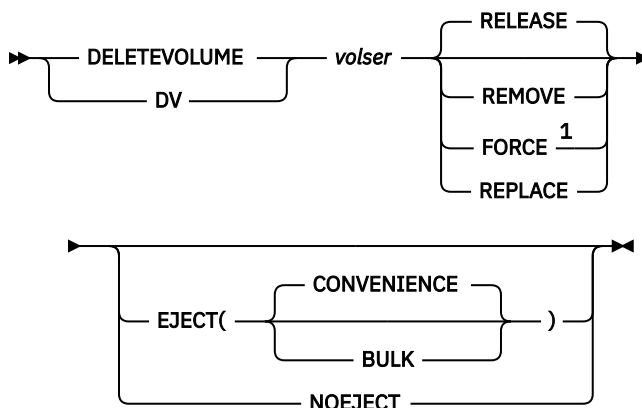 RELEASE
DELETEVOLUME volser
DV
REMOVE
FORCE 1
REPLACE
CONVENIENCE
EJECT( )
BULK
NOEJECT